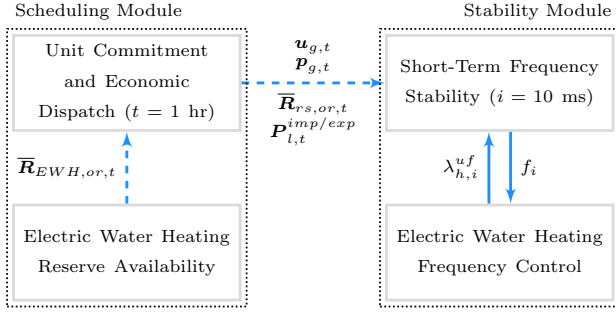 Scheduling Module
Unit Commitment
and Economic
Dispatch (t = 1 hr)
R̅_{EWH,or,t}
Electric Water Heating
Reserve Availability
u_{g,t}
p_{g,t}
R̅_{rs,or,t}
P_{l,t}^{imp/exp}
Stability Module
Short-Term Frequency
Stability (i = 10 ms)
λ_{h,i}^{uf}
f_i
Electric Water Heating
Frequency Control